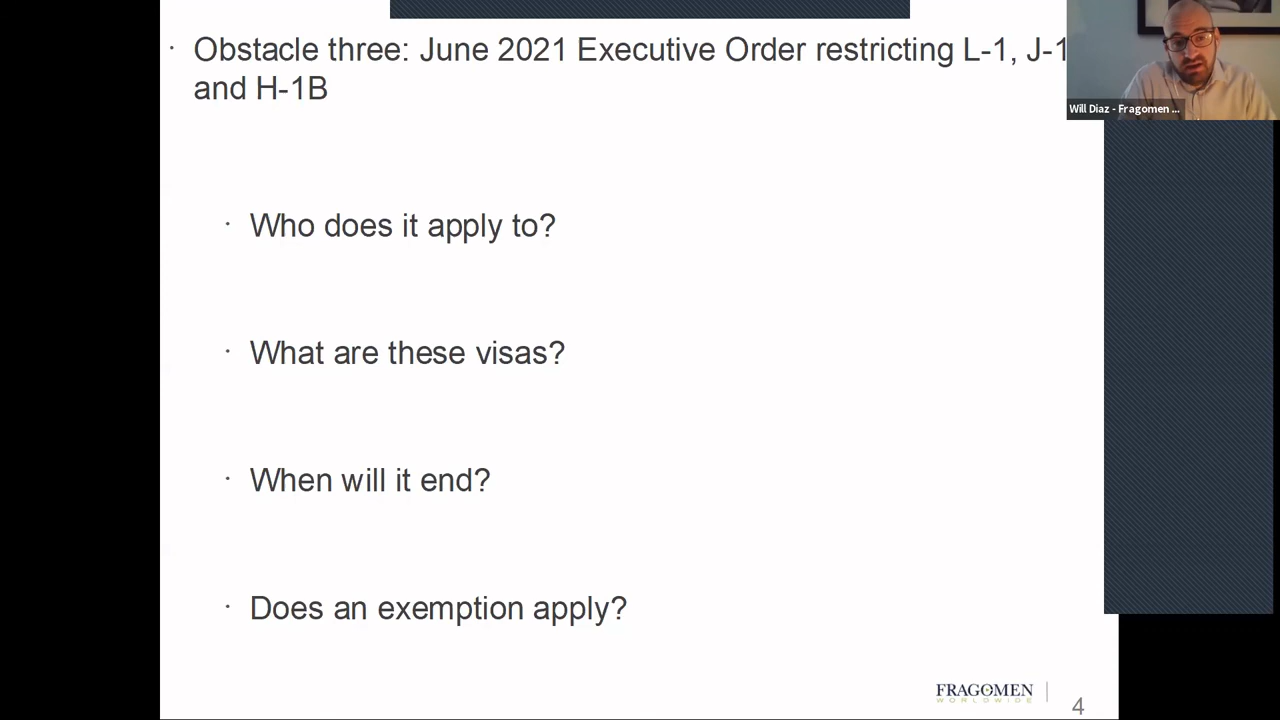 · Obstacle three: June 2021 Executive Order restricting L-1, J-1
and H-1B
Will Diaz - Fragomen ...
· Who does it apply to?
· What are these visas?
· When will it end?
· Does an exemption apply?
FRAGOMEN
WORLDWIDE
4